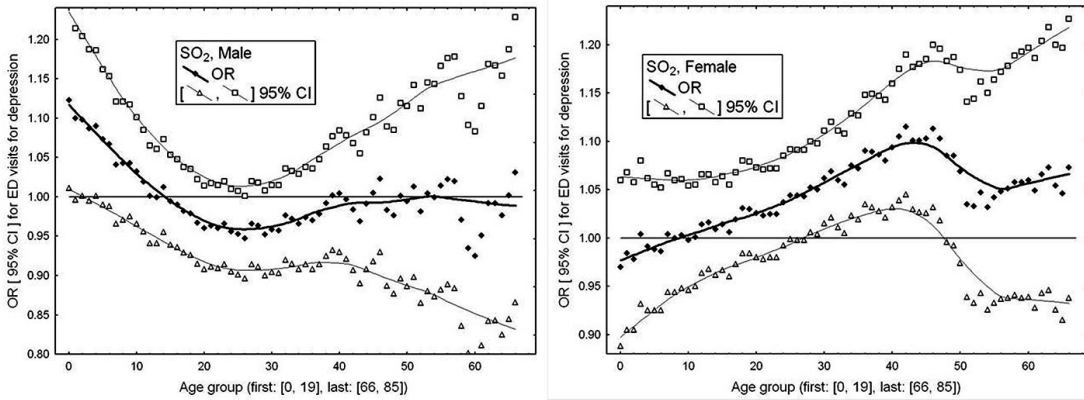 OR [ 95% CI ] for ED visits for depression
1.20
1.15
1.10
1.05
1.00
0.95
0.90
0.85
0.80
SO2, Male
OR
[ , ] 95% CI
0 10 20 30 40 50 60
Age group (first: [0, 19], last: [66, 85])
OR [ 95% CI ] for ED visits for depression
1.20
1.15
1.10
1.05
1.00
0.95
0.90
SO2, Female
OR
[ , ] 95% CI
0 10 20 30 40 50 60
Age group (first: [0, 19], last: [66, 85])